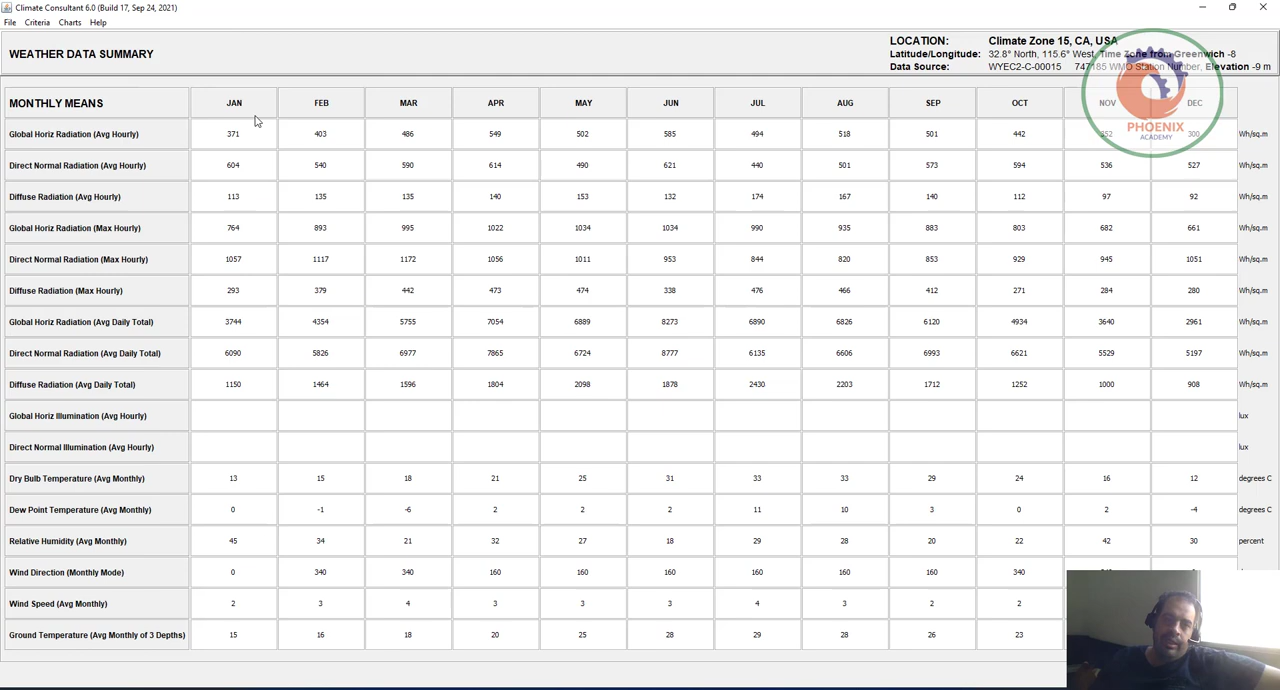 Climate Consultant 6.0 (Build 17, Sep 24, 2021)
File Criteria Charts Help
WEATHER DATA SUMMARY
LOCATION: Climate Zone 15, CA, USA
Latitude/Longitude: 32.8° North, 115.6° West, Time Zone from Greenwich -8
Data Source: WYEC2-C-00015 747185 WMO Station Number, Elevation -9 m
MONTHLY MEANS JAN FEB MAR APR MAY JUN JUL AUG SEP OCT NOV DEC
Global Horiz Radiation (Avg Hourly) 371 403 486 549 502 585 494 518 501 442 352 300 Wh/sq.m
Direct Normal Radiation (Avg Hourly) 604 540 590 614 490 621 440 501 573 594 536 527 Wh/sq.m
Diffuse Radiation (Avg Hourly) 113 135 135 140 153 132 174 167 140 112 97 92 Wh/sq.m
Global Horiz Radiation (Max Hourly) 764 893 995 1022 1034 1034 990 935 883 803 682 661 Wh/sq.m
Direct Normal Radiation (Max Hourly) 1057 1117 1172 1056 1011 953 844 820 853 929 945 1051 Wh/sq.m
Diffuse Radiation (Max Hourly) 293 379 442 473 474 338 476 466 412 271 284 280 Wh/sq.m
Global Horiz Radiation (Avg Daily Total) 3744 4354 5755 7054 6889 8273 6890 6826 6120 4934 3640 2961 Wh/sq.m
Direct Normal Radiation (Avg Daily Total) 6090 5826 6977 7865 6724 8777 6135 6606 6993 6621 5529 5197 Wh/sq.m
Diffuse Radiation (Avg Daily Total) 1150 1464 1596 1804 2098 1878 2430 2203 1712 1252 1000 908 Wh/sq.m
Global Horiz Illumination (Avg Hourly) lux
Direct Normal Illumination (Avg Hourly) lux
Dry Bulb Temperature (Avg Monthly) 13 15 18 21 25 31 33 33 29 24 16 12 degrees C
Dew Point Temperature (Avg Monthly) 0 -1 -6 2 2 2 11 10 3 0 2 -4 degrees C
Relative Humidity (Avg Monthly) 45 34 21 32 27 18 29 28 20 22 42 30 percent
Wind Direction (Monthly Mode) 0 340 340 160 160 160 160 160 160 340
Wind Speed (Avg Monthly) 2 3 4 3 3 3 4 3 2 2
Ground Temperature (Avg Monthly of 3 Depths) 15 16 18 20 25 28 29 28 26 23
PHOENIX
ACADEMY